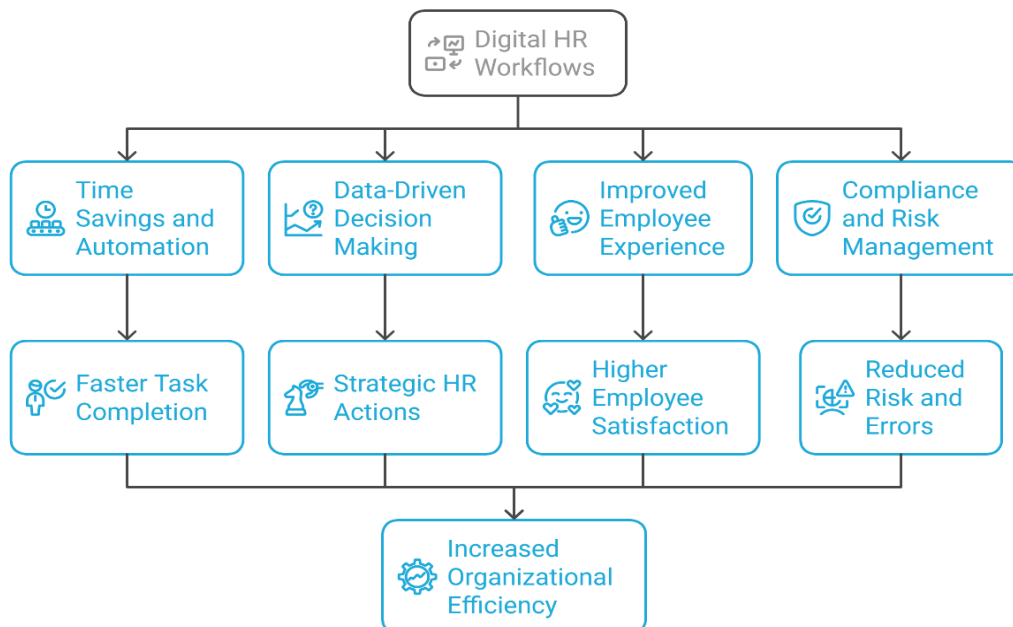 Digital HR
Workflows
Time
Savings and
Automation
Data-Driven
Decision
Making
Improved
Employee
Experience
Compliance
and Risk
Management
Faster Task
Completion
Strategic HR
Actions
Higher
Employee
Satisfaction
Reduced
Risk and
Errors
Increased
Organizational
Efficiency